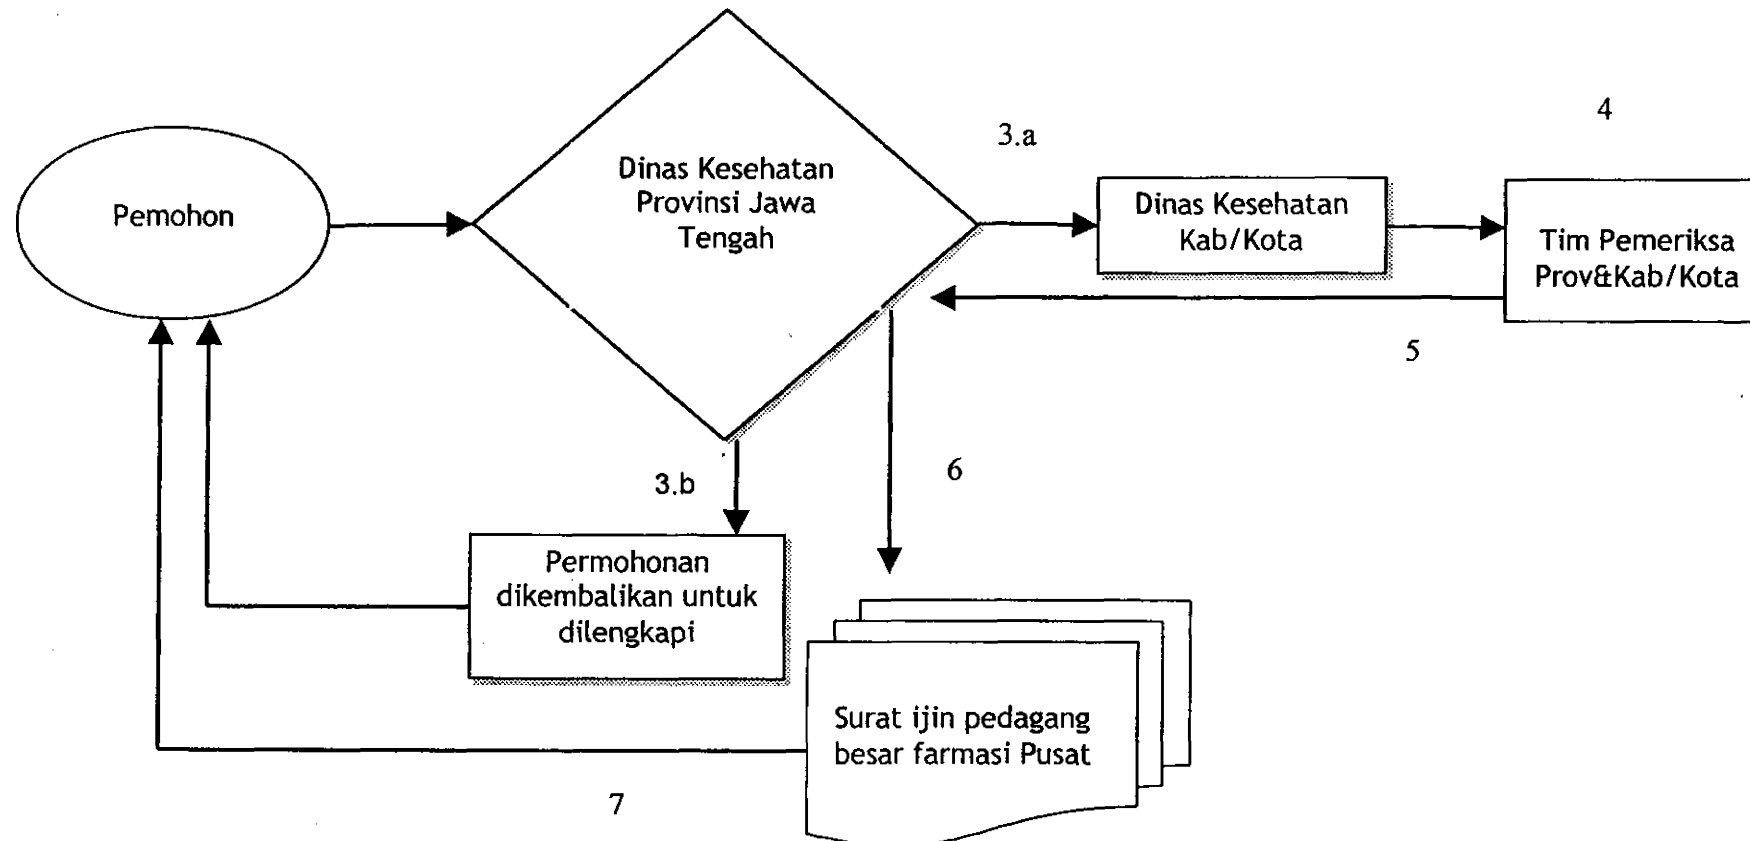 4
3.a
Dinas Kesehatan
Provinsi Jawa
Tengah
Pemohon
Dinas Kesehatan
Kab/Kota
Tim Pemeriksa
Prov&Kab/Kota
5
6
3.b
Permohonan
dikembalikan untuk
dilengkapi
Surat ijin pedagang
besar farmasi Pusat
7